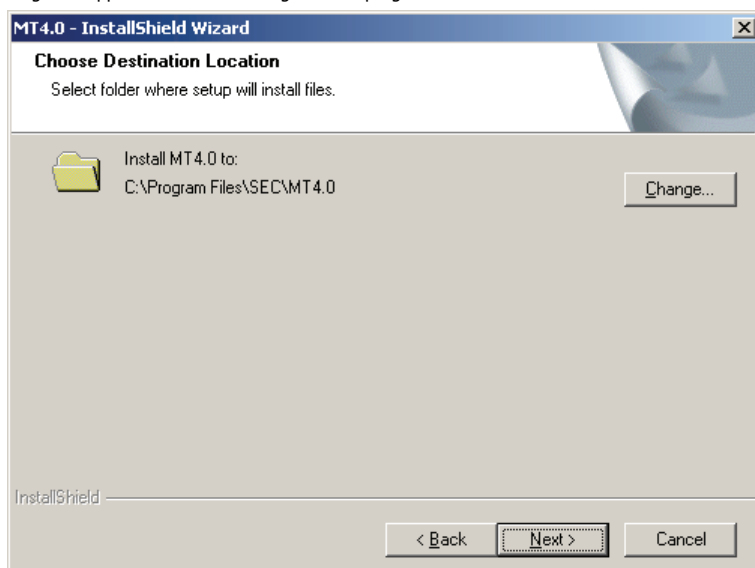 MT4.0 - InstallShield Wizard
Choose Destination Location
Select folder where setup will install files.
Install MT4.0 to:
C:\Program Files\SEC\MT4.0
Change...
InstallShield
< Back Next > Cancel